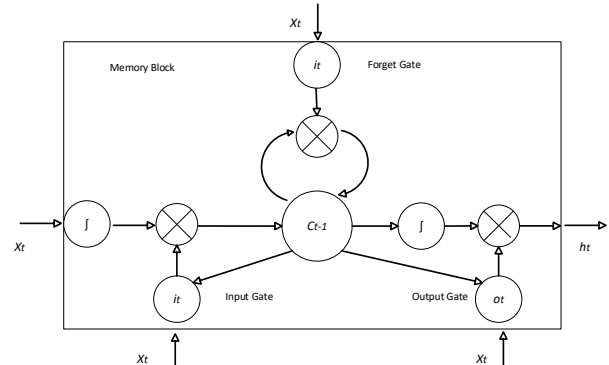 Xt
it
Forget Gate
Memory Block
∫
Ct-1
∫
Xt
ht
it
Input Gate
Output Gate
ot
Xt
Xt